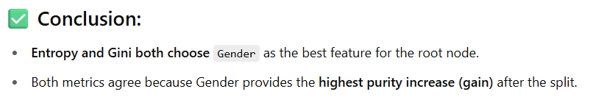 ✅ Conclusion:
• Entropy and Gini both choose Gender as the best feature for the root node.
• Both metrics agree because Gender provides the highest purity increase (gain) after the split.